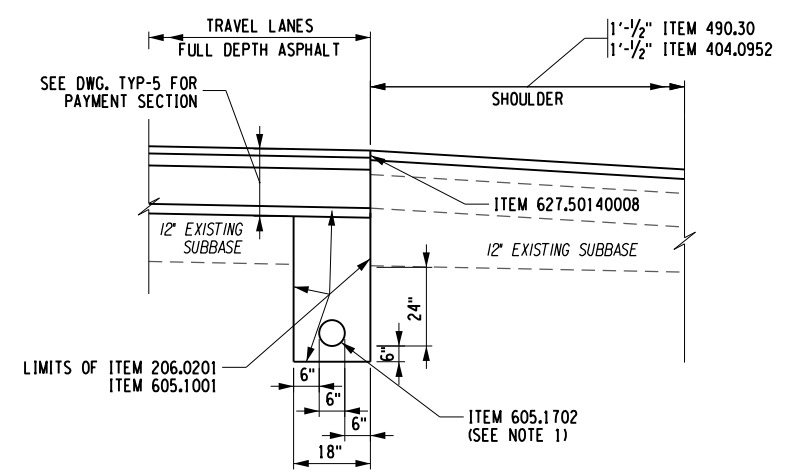 TRAVEL LANES
FULL DEPTH ASPHALT
1'-1/2" ITEM 490.30
1'-1/2" ITEM 404.0952
SEE DWG. TYP-5 FOR
PAYMENT SECTION
SHOULDER
ITEM 627.50140008
12" EXISTING
SUBBASE
12" EXISTING SUBBASE
24"
6"
LIMITS OF ITEM 206.0201
ITEM 605.1001
6"
6"
6"
18"
ITEM 605.1702
(SEE NOTE 1)